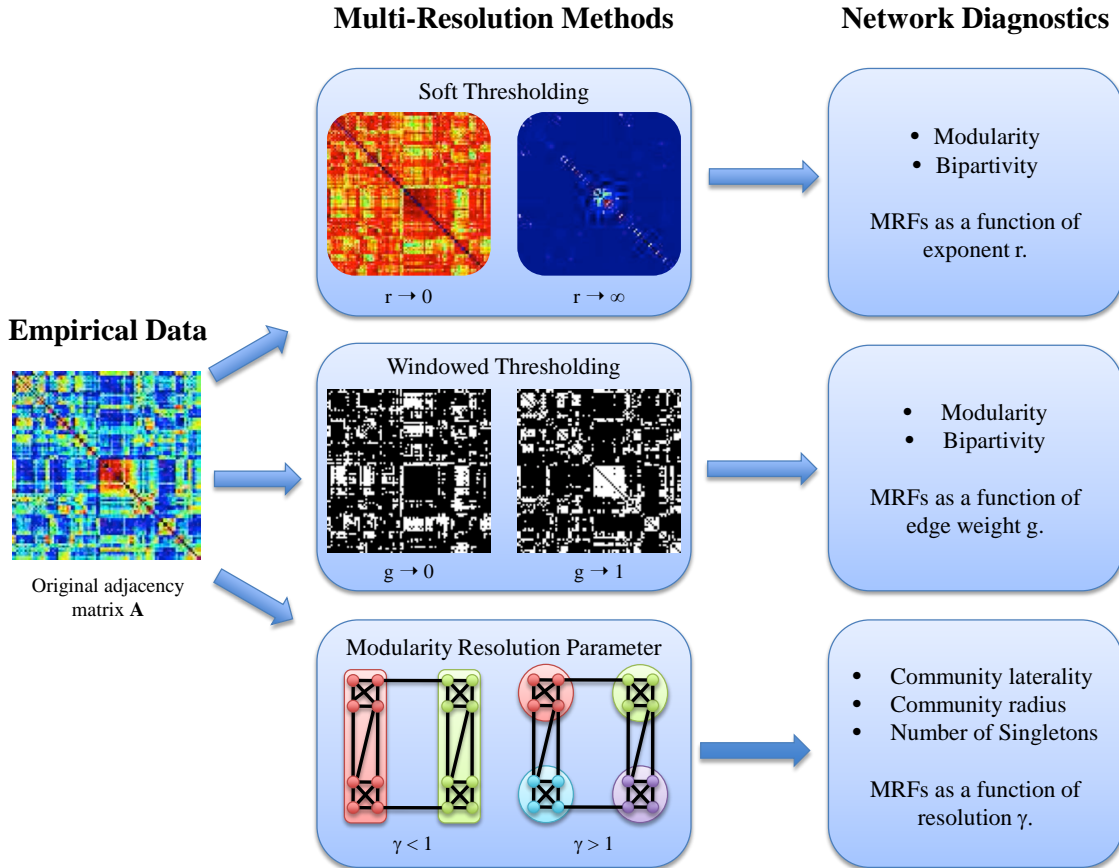 Multi-Resolution Methods
Network Diagnostics
Empirical Data
Original adjacency
matrix A
Soft Thresholding
r → 0
r → ∞
• Modularity
• Bipartivity
MRFs as a function of
exponent r.
Windowed Thresholding
g → 0
g → 1
• Modularity
• Bipartivity
MRFs as a function of
edge weight g.
Modularity Resolution Parameter
γ < 1
γ > 1
• Community laterality
• Community radius
• Number of Singletons
MRFs as a function of
resolution γ.